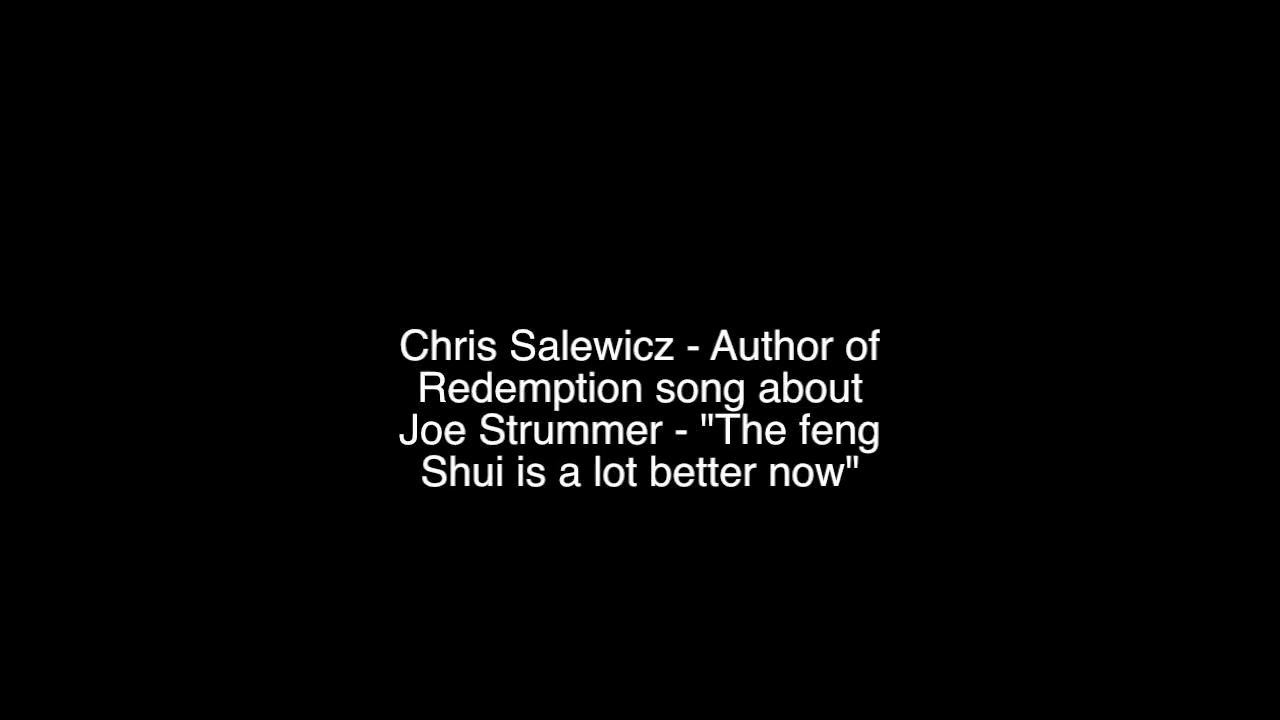 Chris Salewicz - Author of
Redemption song about
Joe Strummer - "The feng
Shui is a lot better now"